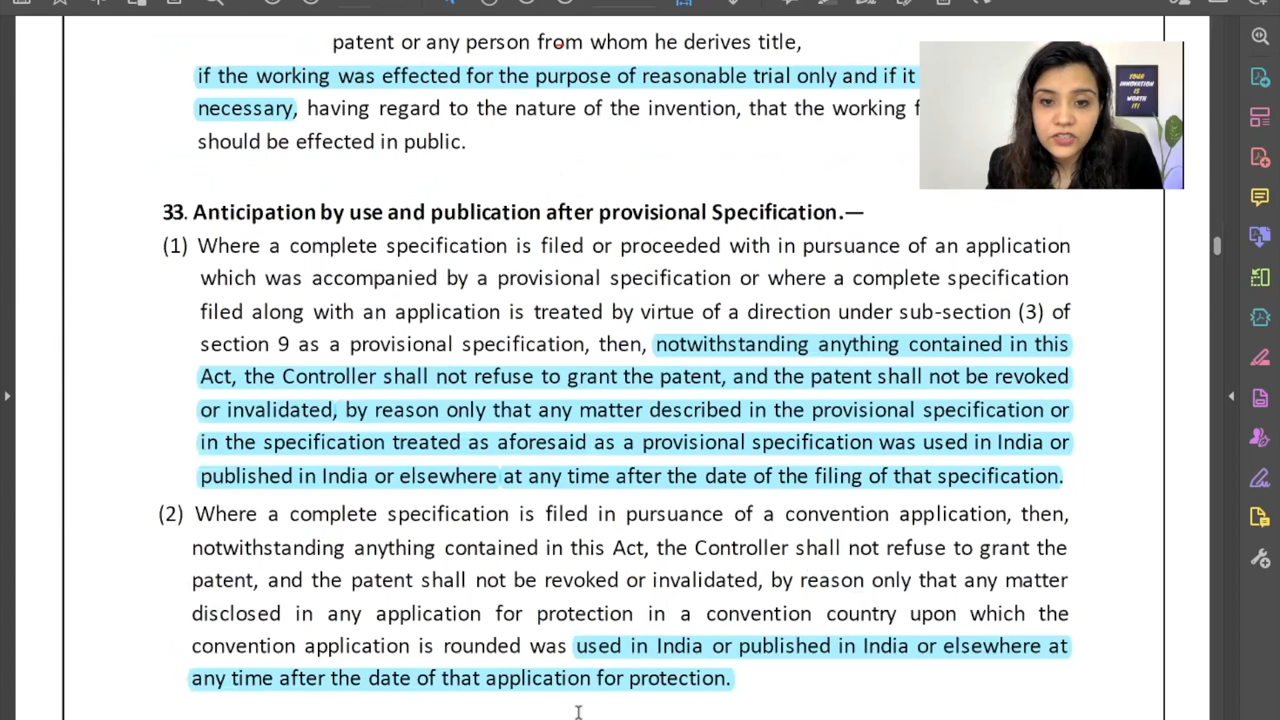 patent or any person from whom he derives title,
if the working was effected for the purpose of reasonable trial only and if it
necessary, having regard to the nature of the invention, that the working f
should be effected in public.
YOUR
INNOVATION
IS
WORTH
IT!
33. Anticipation by use and publication after provisional Specification.—
(1) Where a complete specification is filed or proceeded with in pursuance of an application
which was accompanied by a provisional specification or where a complete specification
filed along with an application is treated by virtue of a direction under sub-section (3) of
section 9 as a provisional specification, then, notwithstanding anything contained in this
Act, the Controller shall not refuse to grant the patent, and the patent shall not be revoked
or invalidated, by reason only that any matter described in the provisional specification or
in the specification treated as aforesaid as a provisional specification was used in India or
published in India or elsewhere at any time after the date of the filing of that specification.
(2) Where a complete specification is filed in pursuance of a convention application, then,
notwithstanding anything contained in this Act, the Controller shall not refuse to grant the
patent, and the patent shall not be revoked or invalidated, by reason only that any matter
disclosed in any application for protection in a convention country upon which the
convention application is rounded was used in India or published in India or elsewhere at
any time after the date of that application for protection.